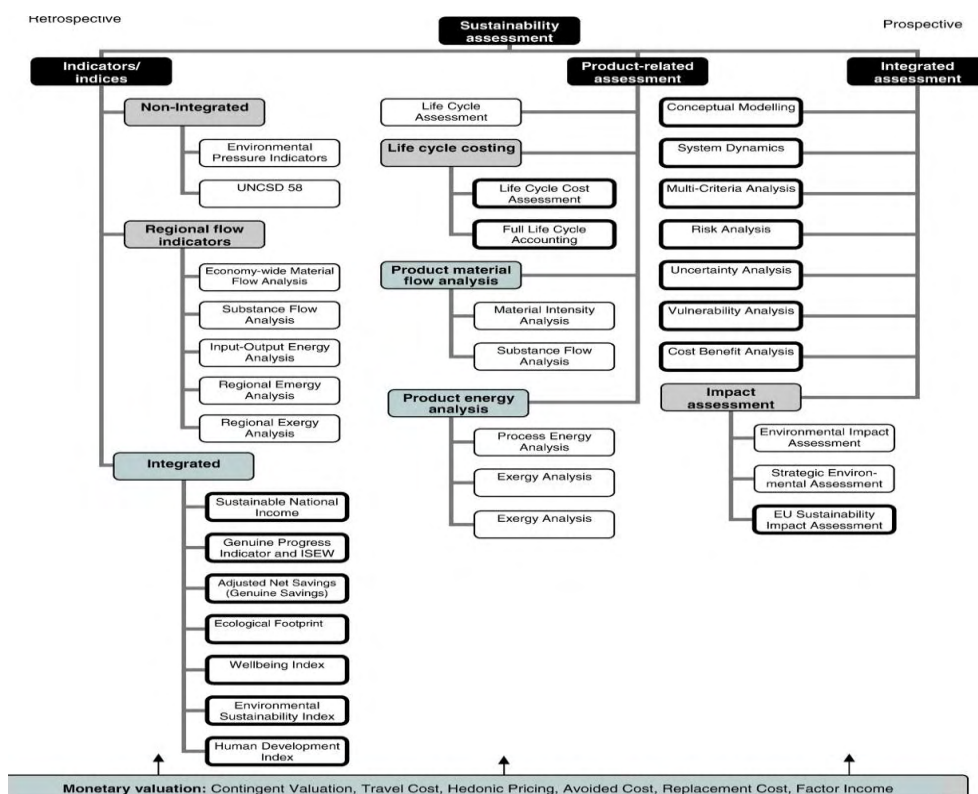 Retrospective
Prospective
Sustainability
assessment
Indicators/
indices
Product-related
assessment
Integrated
assessment
Non-Integrated
Environmental
Pressure Indicators
UNCSD 58
Regional flow
indicators
Economy-wide Material
Flow Analysis
Substance Flow
Analysis
Input-Output Energy
Analysis
Regional Emergy
Analysis
Regional Exergy
Analysis
Integrated
Sustainable National
Income
Genuine Progress
Indicator and ISEW
Adjusted Net Savings
(Genuine Savings)
Ecological Footprint
Wellbeing Index
Environmental
Sustainability Index
Human Development
Index
Life Cycle
Assessment
Life cycle costing
Life Cycle Cost
Assessment
Full Life Cycle
Accounting
Product material
flow analysis
Material Intensity
Analysis
Substance Flow
Analysis
Product energy
analysis
Process Energy
Analysis
Exergy Analysis
Exergy Analysis
Conceptual Modelling
System Dynamics
Multi-Criteria Analysis
Risk Analysis
Uncertainty Analysis
Vulnerability Analysis
Cost Benefit Analysis
Impact
assessment
Environmental Impact
Assessment
Strategic Environ-
mental Assessment
EU Sustainability
Impact Assessment
Monetary valuation: Contingent Valuation, Travel Cost, Hedonic Pricing, Avoided Cost, Replacement Cost, Factor Income